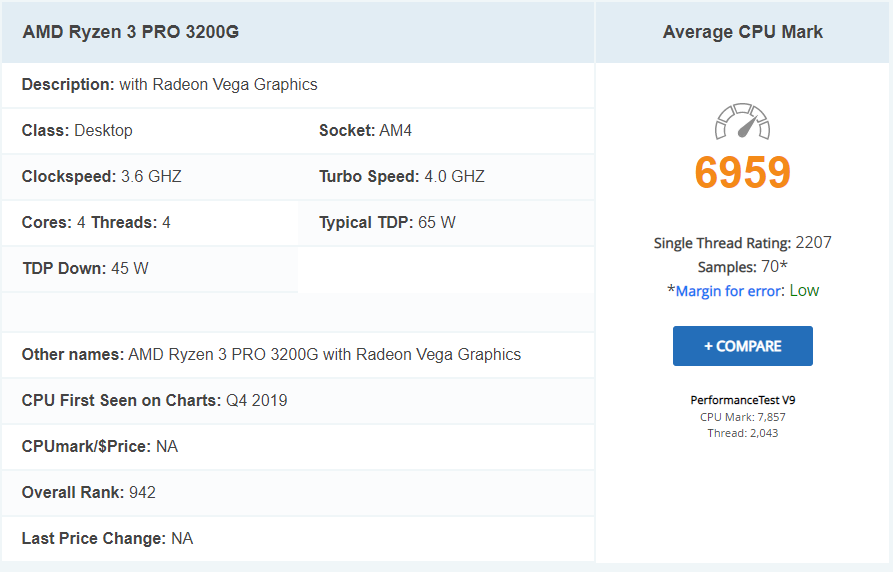 AMD Ryzen 3 PRO 3200G
Description: with Radeon Vega Graphics
Class: Desktop Socket: AM4
Clockspeed: 3.6 GHZ Turbo Speed: 4.0 GHZ
Cores: 4 Threads: 4 Typical TDP: 65 W
TDP Down: 45 W
Other names: AMD Ryzen 3 PRO 3200G with Radeon Vega Graphics
CPU First Seen on Charts: Q4 2019
CPUmark/$Price: NA
Overall Rank: 942
Last Price Change: NA
Average CPU Mark
6959
Single Thread Rating: 2207
Samples: 70*
*Margin for error: Low
+ COMPARE
PerformanceTest V9
CPU Mark: 7,857
Thread: 2,043